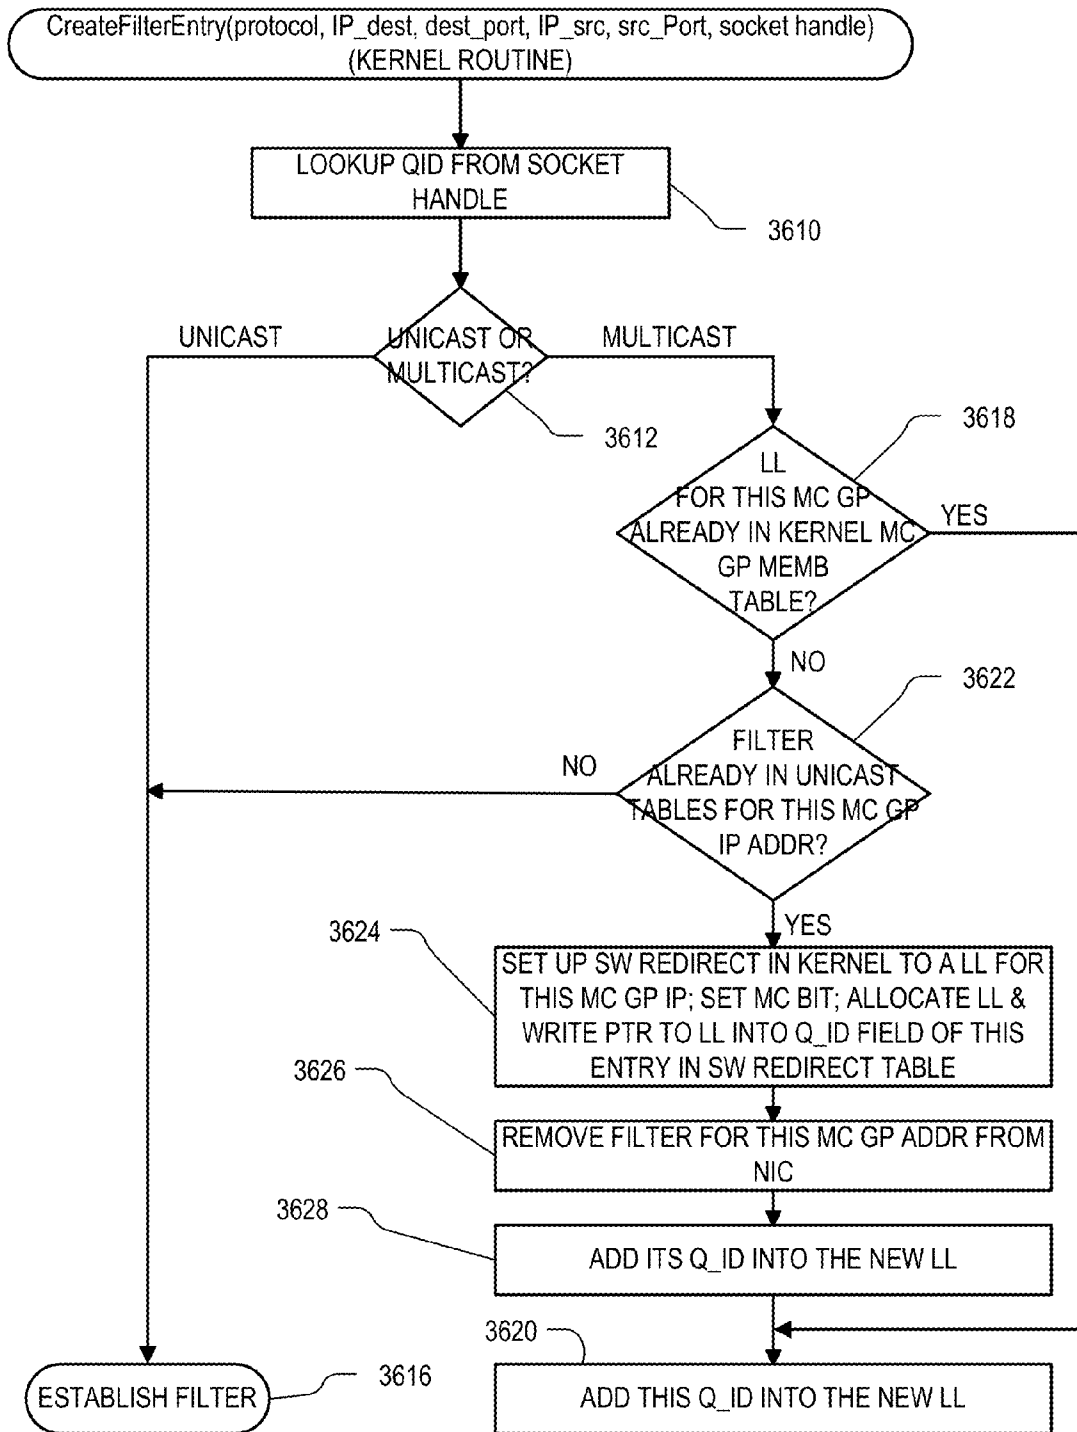 CreateFilterEntry(protocol, IP_dest, dest_port, IP_src, src_Port, socket handle)
(KERNEL ROUTINE)
LOOKUP QID FROM SOCKET
HANDLE
3610
UNICAST
UNICAST OR
MULTICAST?
MULTICAST
3612
3618
LL
FOR THIS MC GP
ALREADY IN KERNEL MC
GP MEMB
TABLE?
YES
NO
3622
FILTER
ALREADY IN UNICAST
TABLES FOR THIS MC GP
IP ADDR?
NO
YES
3624
SET UP SW REDIRECT IN KERNEL TO A LL FOR
THIS MC GP IP; SET MC BIT; ALLOCATE LL &
WRITE PTR TO LL INTO Q_ID FIELD OF THIS
ENTRY IN SW REDIRECT TABLE
3626
REMOVE FILTER FOR THIS MC GP ADDR FROM
NIC
3628
ADD ITS Q_ID INTO THE NEW LL
3620
ADD THIS Q_ID INTO THE NEW LL
ESTABLISH FILTER
3616